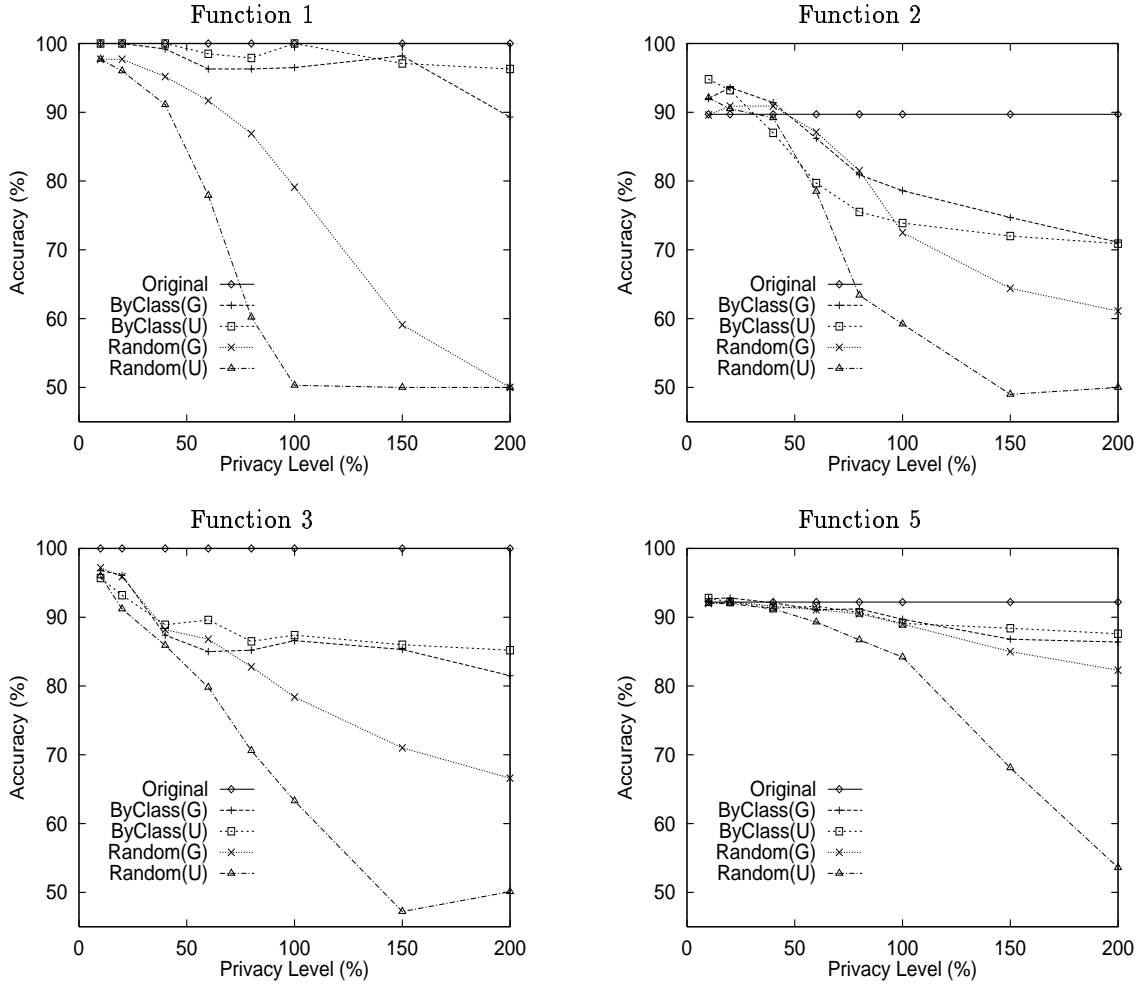 Function 1
100
90
80
70
60
50
Accuracy (%)
Original
ByClass(G)
ByClass(U)
Random(G)
Random(U)
0 50 100 150 200
Privacy Level (%)
Function 2
100
90
80
70
60
50
Accuracy (%)
Original
ByClass(G)
ByClass(U)
Random(G)
Random(U)
0 50 100 150 200
Privacy Level (%)
Function 3
100
90
80
70
60
50
Accuracy (%)
Original
ByClass(G)
ByClass(U)
Random(G)
Random(U)
0 50 100 150 200
Privacy Level (%)
Function 5
100
90
80
70
60
50
Accuracy (%)
Original
ByClass(G)
ByClass(U)
Random(G)
Random(U)
0 50 100 150 200
Privacy Level (%)